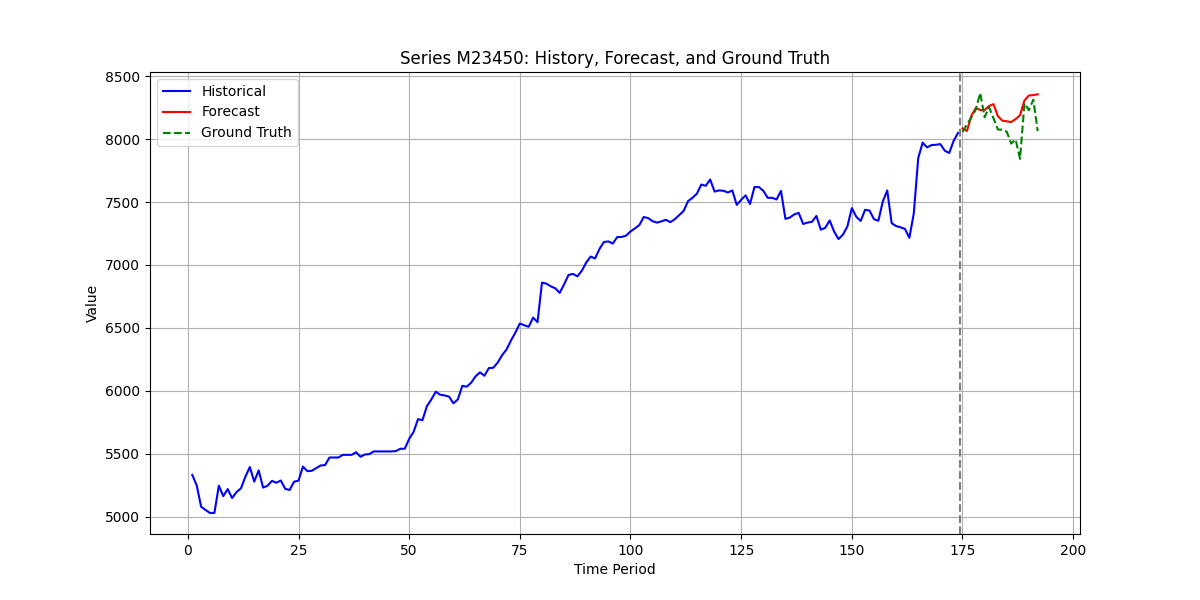 Series M23450: History, Forecast, and Ground Truth
Historical
Forecast
Ground Truth
8500
8000
7500
7000
6500
6000
5500
5000
Value
0 25 50 75 100 125 150 175 200
Time Period